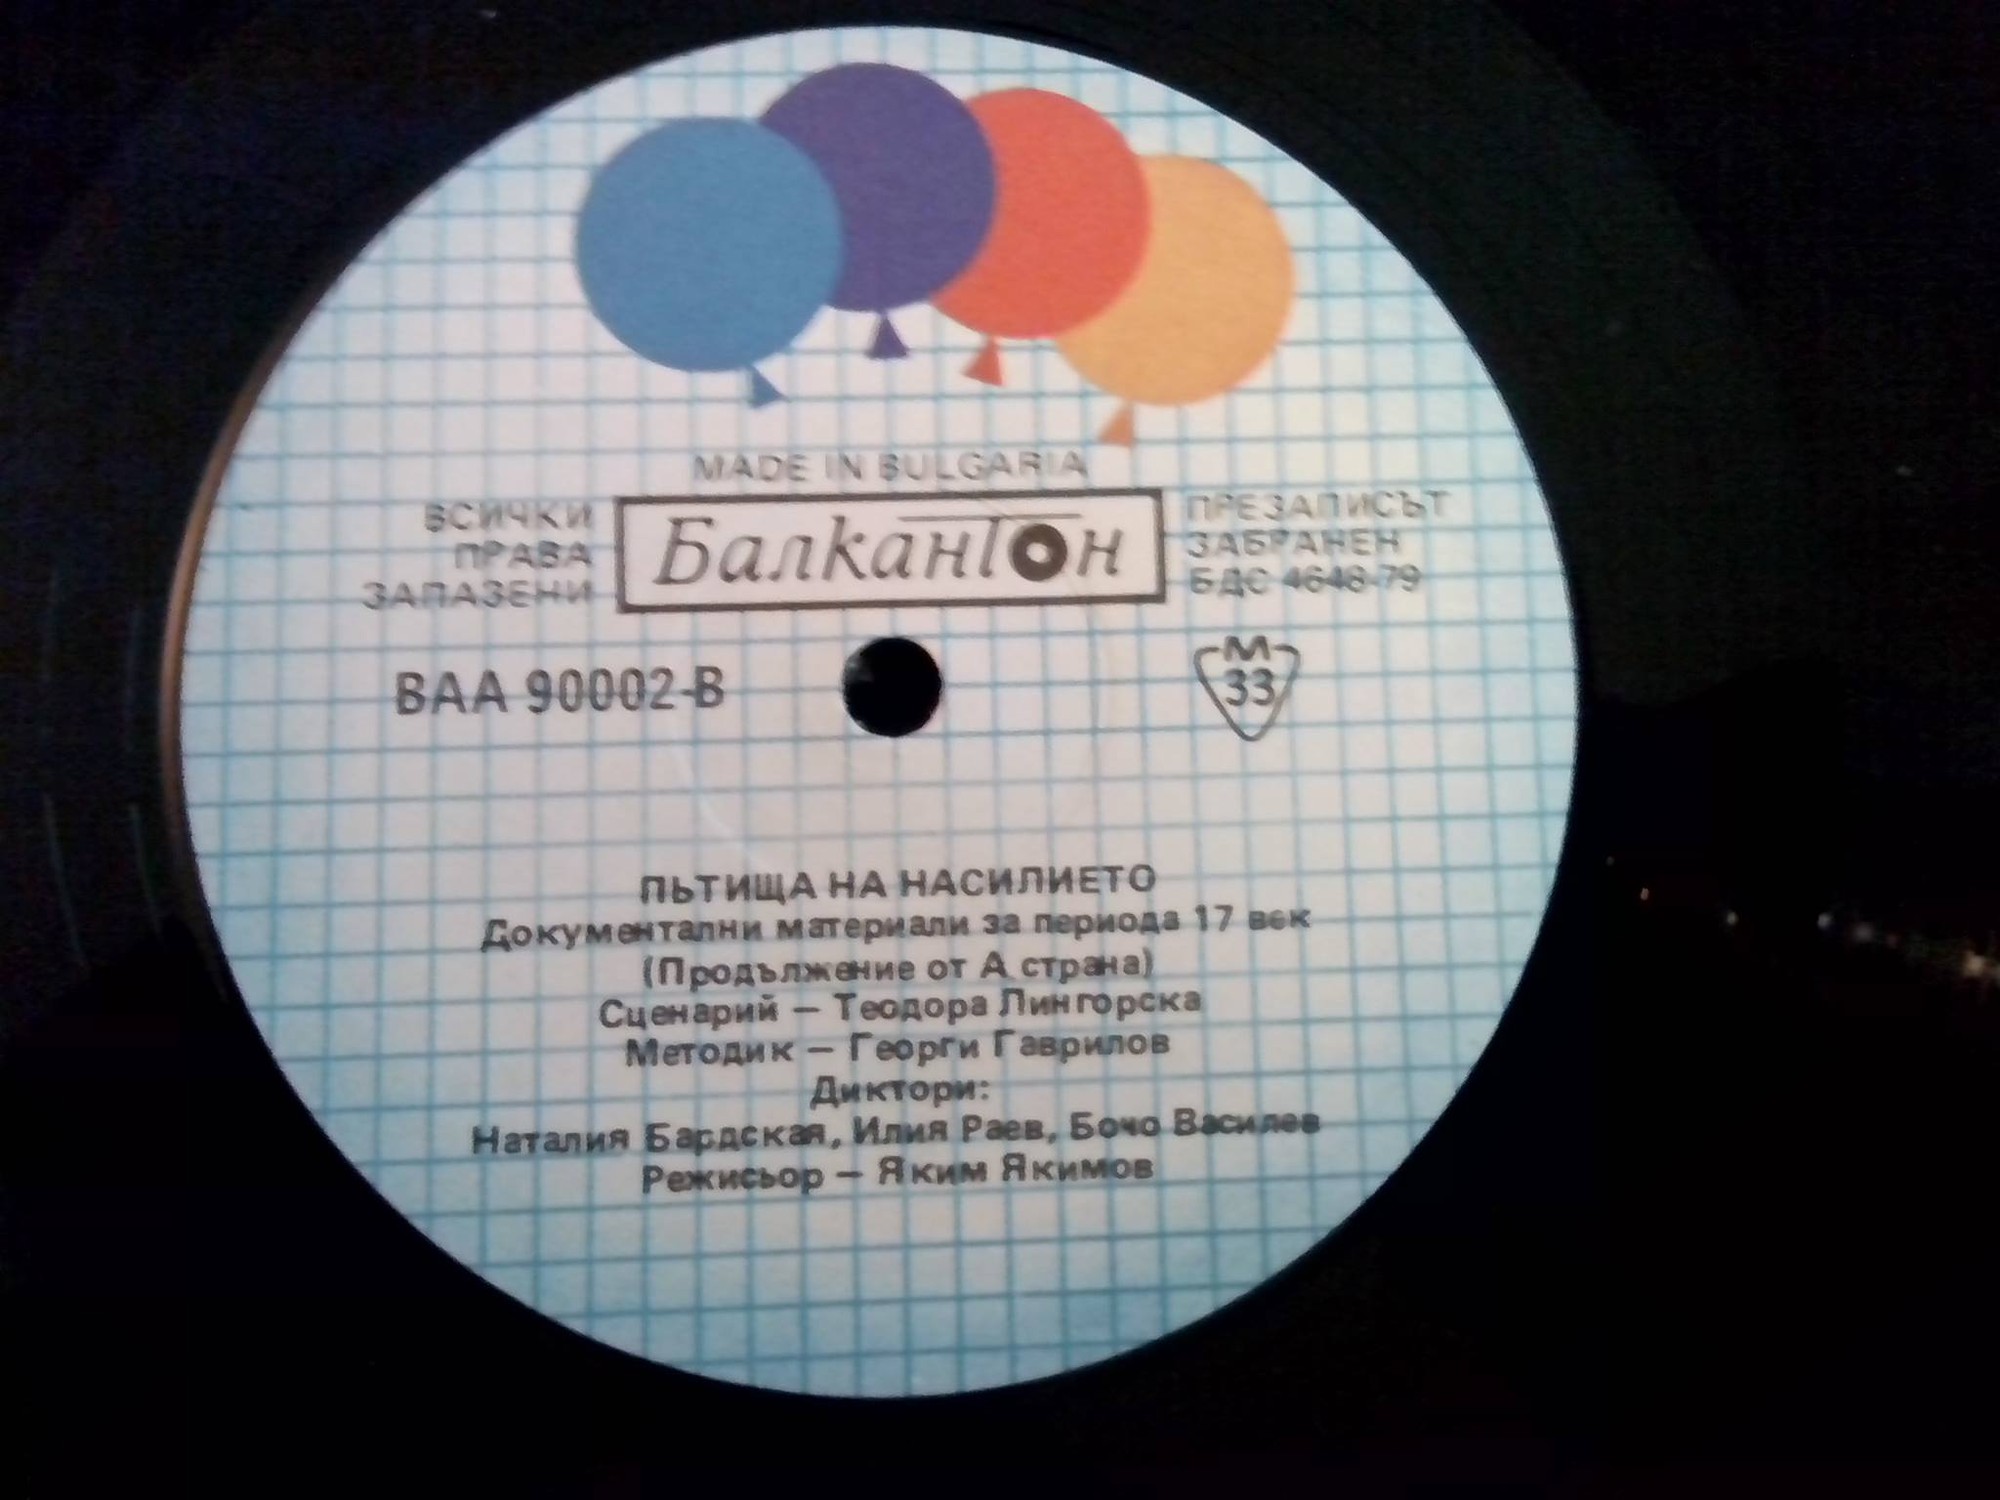 MADE IN BULGARIA
ВСИЧКИ
ПРАВА
ЗАПАЗЕНИ
Балкантон
ПРЕЗАПИСЪТ
ЗАБРАНЕН
БДС 4648-79
ВАА 90002-В
М
33
ПЬТИЩА НА НАСИЛИЕТО
Документални материали за периода 17 век
(Продължение от А страна)
Сценарий – Теодора Лингорска
Методик – Георги Гаврилов
Диктори:
Наталия Бардская, Илия Раев, Бочо Василев
Режисьор – Яким Якимов